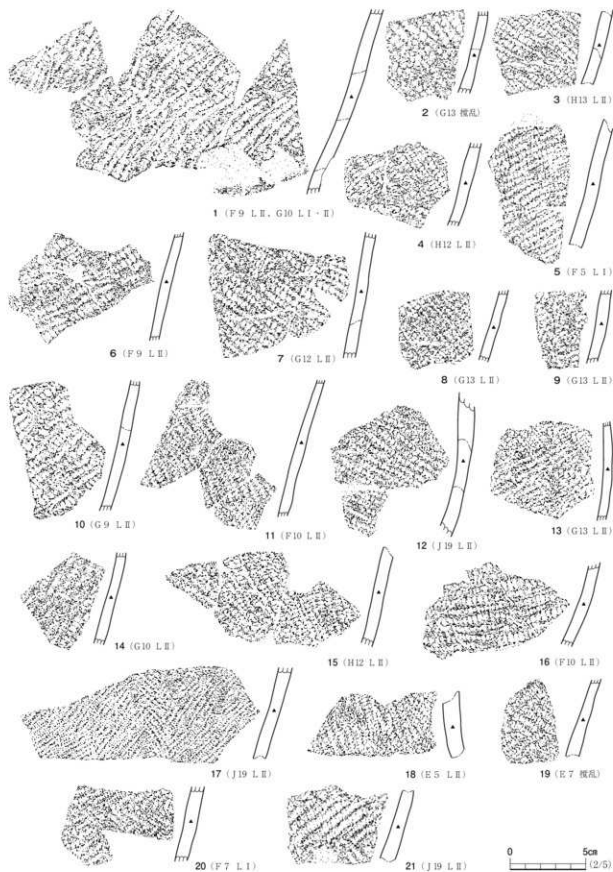 1 (F9 LⅡ、G10 LⅠ・Ⅱ)
2 (G13 撹乱)
3 (H13 LⅡ)
4 (H12 LⅡ)
5 (F5 LⅠ)
6 (F9 LⅡ)
7 (G12 LⅡ)
8 (G13 LⅡ)
9 (G13 LⅡ)
10 (G9 LⅡ)
11 (F10 LⅡ)
12 (J19 LⅡ)
13 (G13 LⅡ)
14 (G10 LⅡ)
15 (H12 LⅡ)
16 (F10 LⅡ)
17 (J19 LⅡ)
18 (E5 LⅡ)
19 (E7 撹乱)
20 (F7 LⅠ)
21 (J19 LⅡ)
0 5㎝
(2/5)